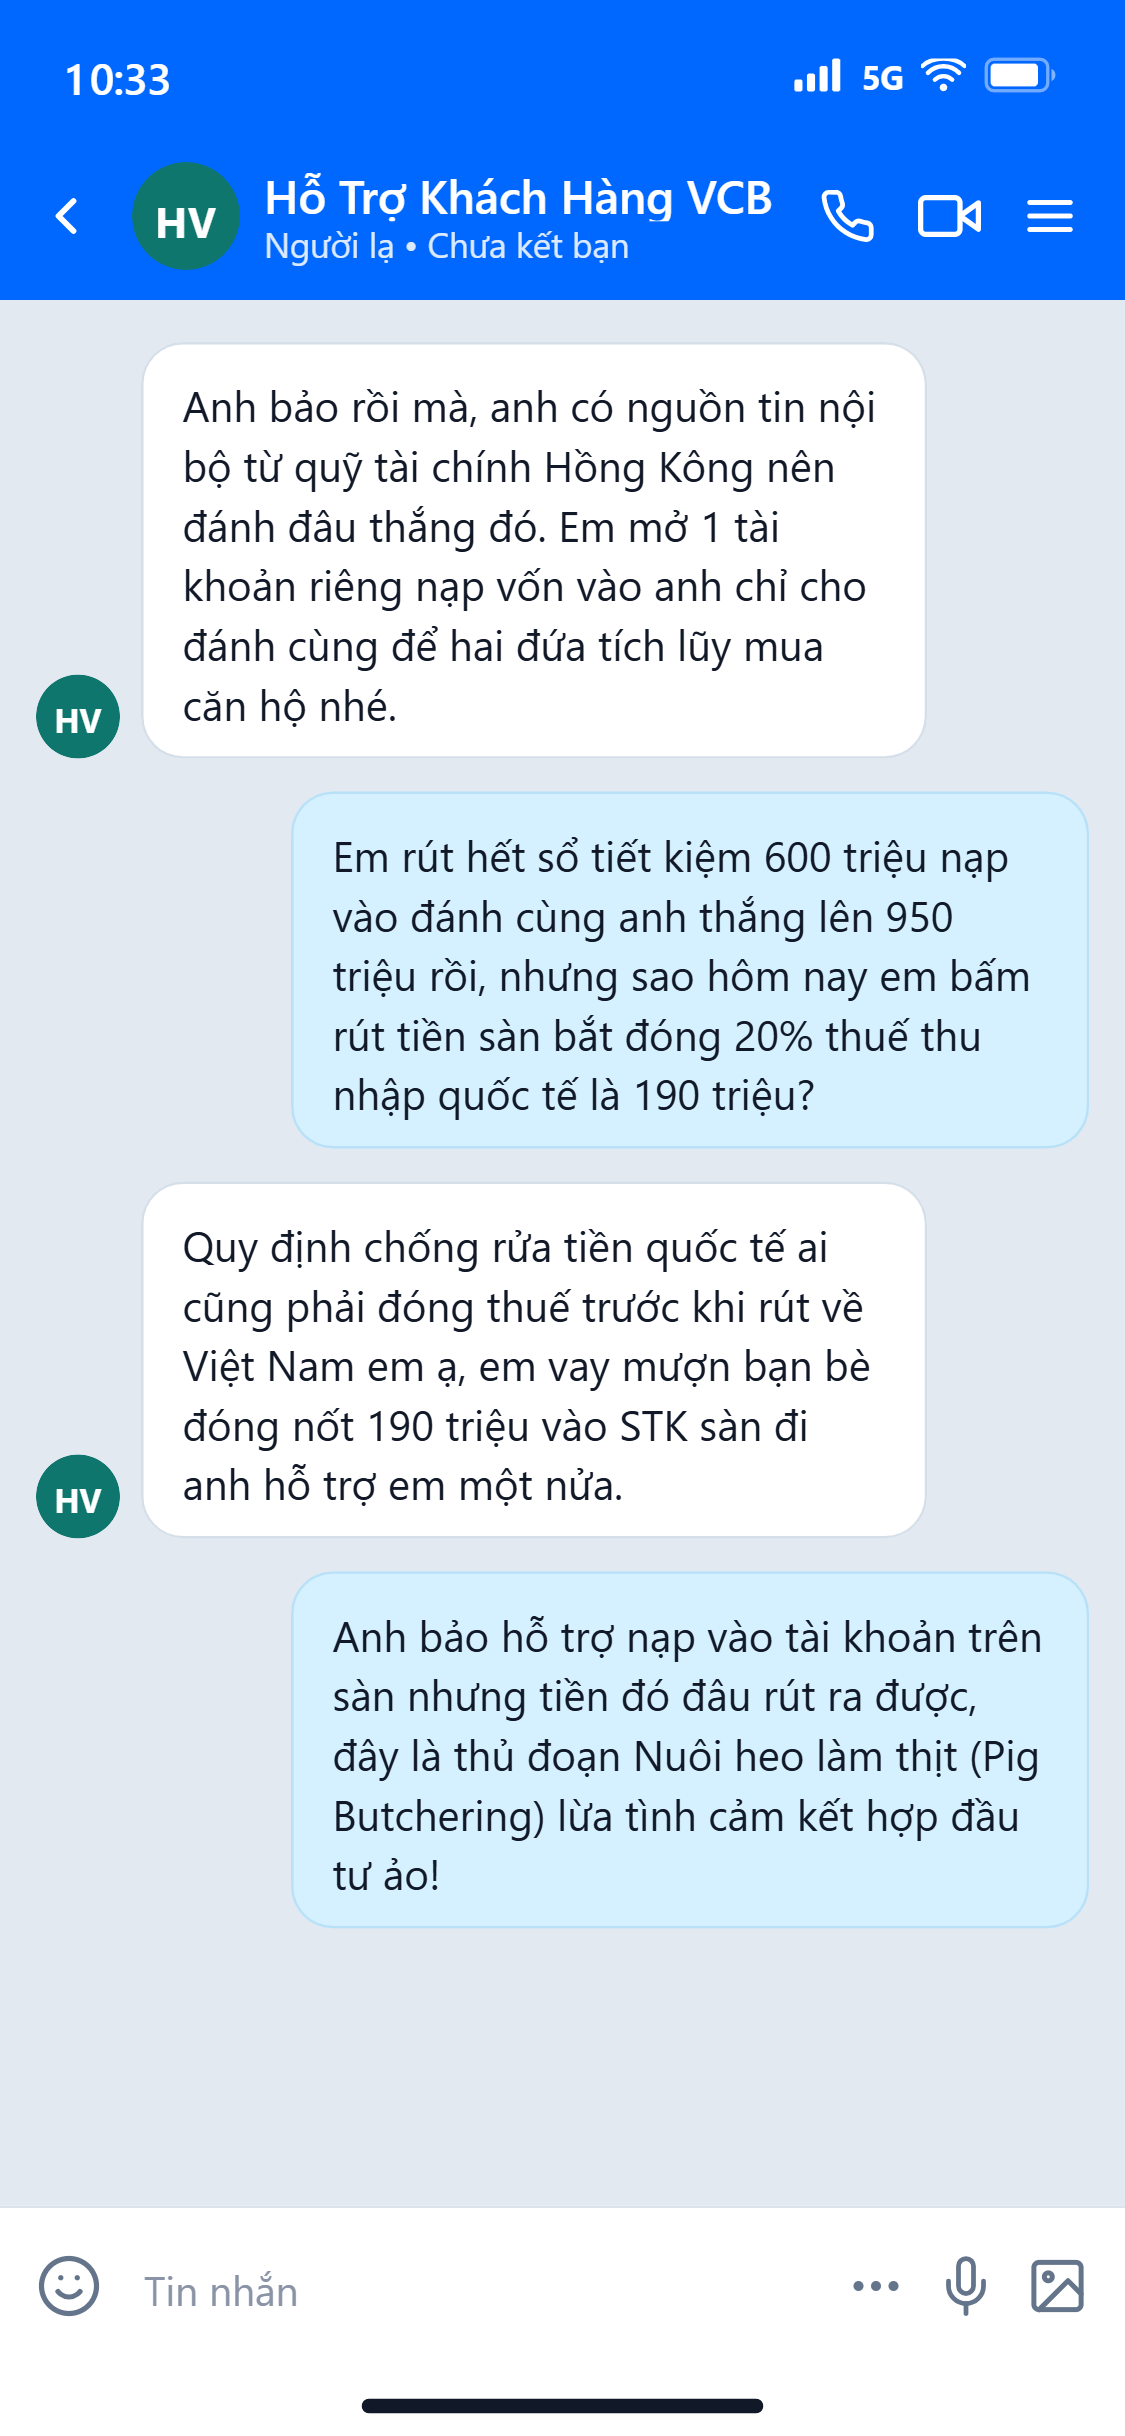 10:33
5G
HV
Hỗ Trợ Khách Hàng VCB
Người lạ • Chưa kết bạn
Anh bảo rồi mà, anh có nguồn tin nội
bộ từ quỹ tài chính Hồng Kông nên
đánh đâu thắng đó. Em mở 1 tài
khoản riêng nạp vốn vào anh chỉ cho
đánh cùng để hai đứa tích lũy mua
căn hộ nhé.
HV
Em rút hết sổ tiết kiệm 600 triệu nạp
vào đánh cùng anh thắng lên 950
triệu rồi, nhưng sao hôm nay em bấm
rút tiền sàn bắt đóng 20% thuế thu
nhập quốc tế là 190 triệu?
Quy định chống rửa tiền quốc tế ai
cũng phải đóng thuế trước khi rút về
Việt Nam em ạ, em vay mượn bạn bè
đóng nốt 190 triệu vào STK sàn đi
anh hỗ trợ em một nửa.
HV
Anh bảo hỗ trợ nạp vào tài khoản trên
sàn nhưng tiền đó đâu rút ra được,
đây là thủ đoạn Nuôi heo làm thịt (Pig
Butchering) lừa tình cảm kết hợp đầu
tư ảo!
Tin nhắn